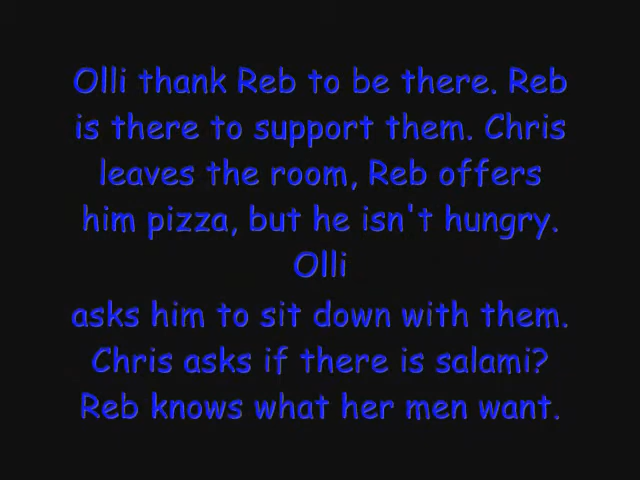 Olli thank Reb to be there. Reb
is there to support them. Chris
leaves the room, Reb offers
him pizza, but he isn't hungry.
Olli
asks him to sit down with them.
Chris asks if there is salami?
Reb knows what her men want.